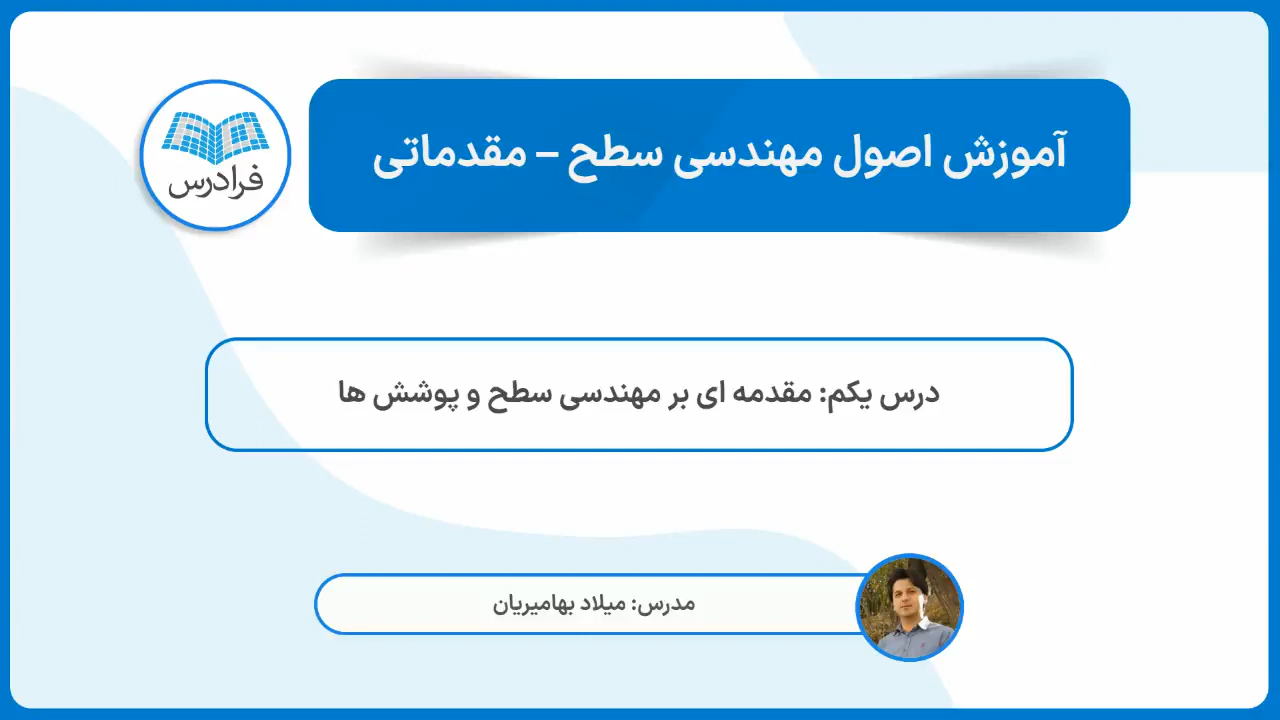 آموزش اصول مهندسی سطح – مقدماتی
فرادرس
درس یکم: مقدمه ای بر مهندسی سطح و پوشش ها
مدرس: میلاد بهامیریان